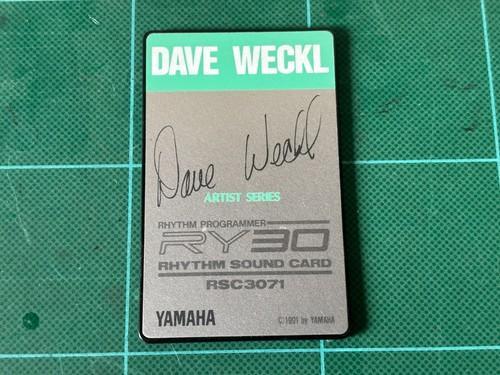 DAVE WECKL
Dave Weckl
ARTIST SERIES
RHYTHM PROGRAMMER
RY30
RHYTHM SOUND CARD
RSC3071
YAMAHA
C:1991 by YAMAHA